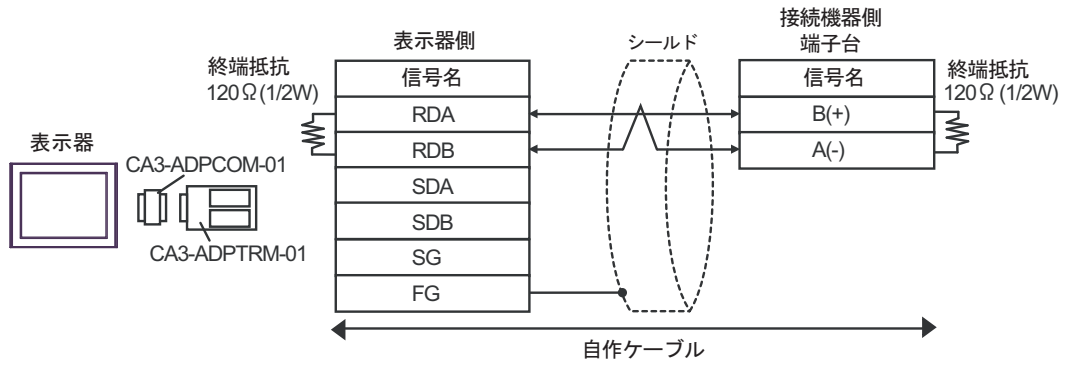 表示器
CA3-ADPCOM-01
CA3-ADPTRM-01
終端抵抗
120Ω(1/2W)
表示器側
信号名
RDA
RDB
SDA
SDB
SG
FG
シールド
接続機器側
端子台
信号名
B(+)
A(-)
終端抵抗
120Ω(1/2W)
自作ケーブル